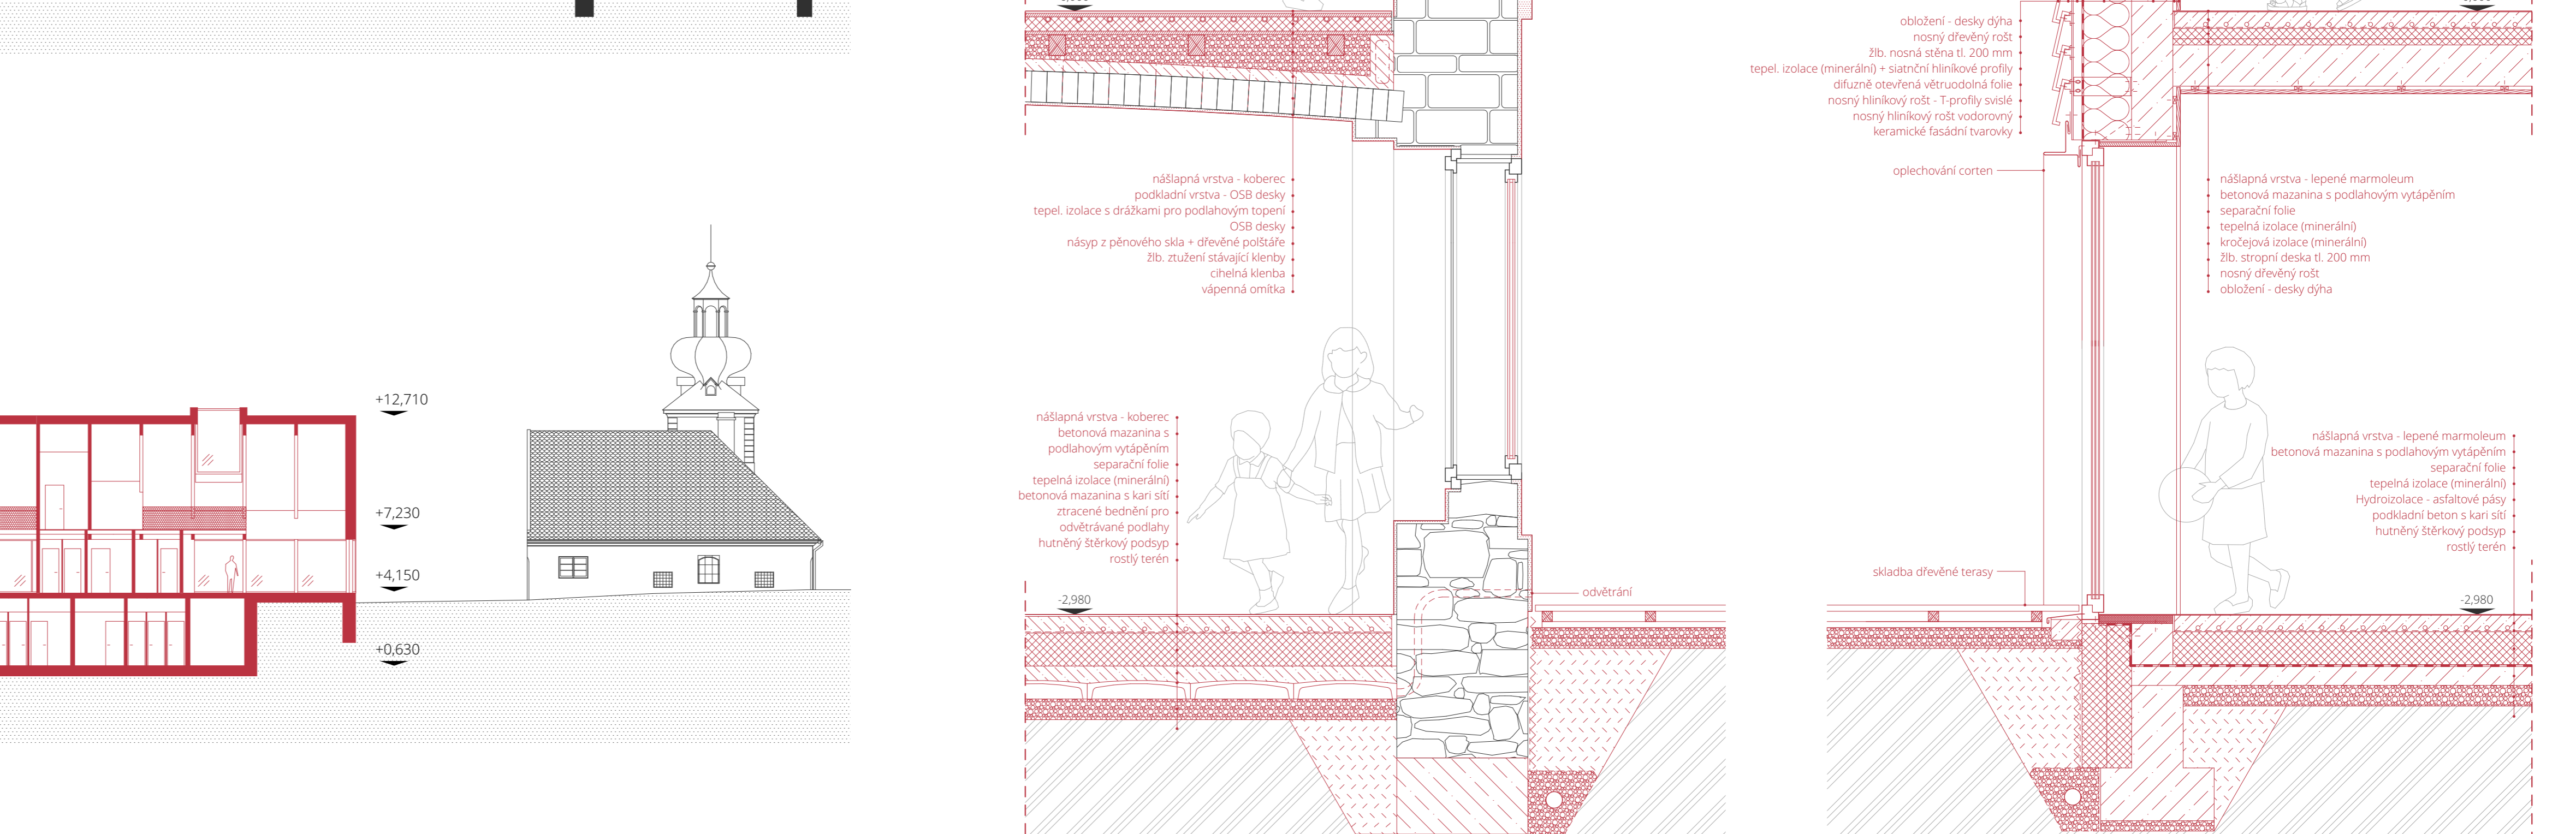 +12,710
+7,230
+4,150
+0,630
nášlapná vrstva - koberec
podkladní vrstva - OSB desky
tepel. izolace s drážkami pro podlahovým topení
OSB desky
násyp z pěnového skla + dřevěné polštáře
žlb. ztužení stávající klenby
cihelná klenba
vápenná omítka
nášlapná vrstva - koberec
betonová mazanina s
podlahovým vytápěním
separační folie
tepelná izolace (minerální)
betonová mazanina s kari sítí
ztracené bednění pro
odvětrávané podlahy
hutněný štěrkový podsyp
rostlý terén
-2,980
odvětrání
obložení - desky dýha
nosný dřevěný rošt
žlb. nosná stěna tl. 200 mm
tepel. izolace (minerální) + siatnční hliníkové profily
difuzně otevřená větruodolná folie
nosný hliníkový rošt - T-profily svislé
nosný hliníkový rošt vodorovný
keramické fasádní tvarovky
oplechování corten
skladba dřevěné terasy
nášlapná vrstva - lepené marmoleum
betonová mazanina s podlahovým vytápěním
separační folie
tepelná izolace (minerální)
kročejová izolace (minerální)
žlb. stropní deska tl. 200 mm
nosný dřevěný rošt
obložení - desky dýha
nášlapná vrstva - lepené marmoleum
betonová mazanina s podlahovým vytápěním
separační folie
tepelná izolace (minerální)
Hydroizolace - asfaltové pásy
podkladní beton s kari sítí
hutněný štěrkový podsyp
rostlý terén
-2,980